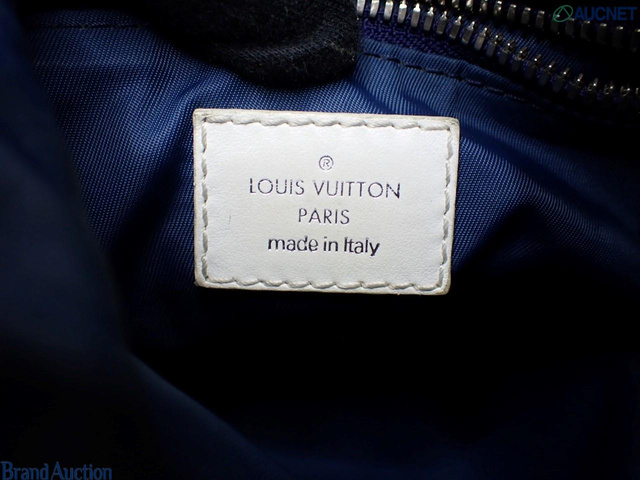 AUCNET
®
LOUIS VUITTON
PARIS
made in Italy
Brand Auction